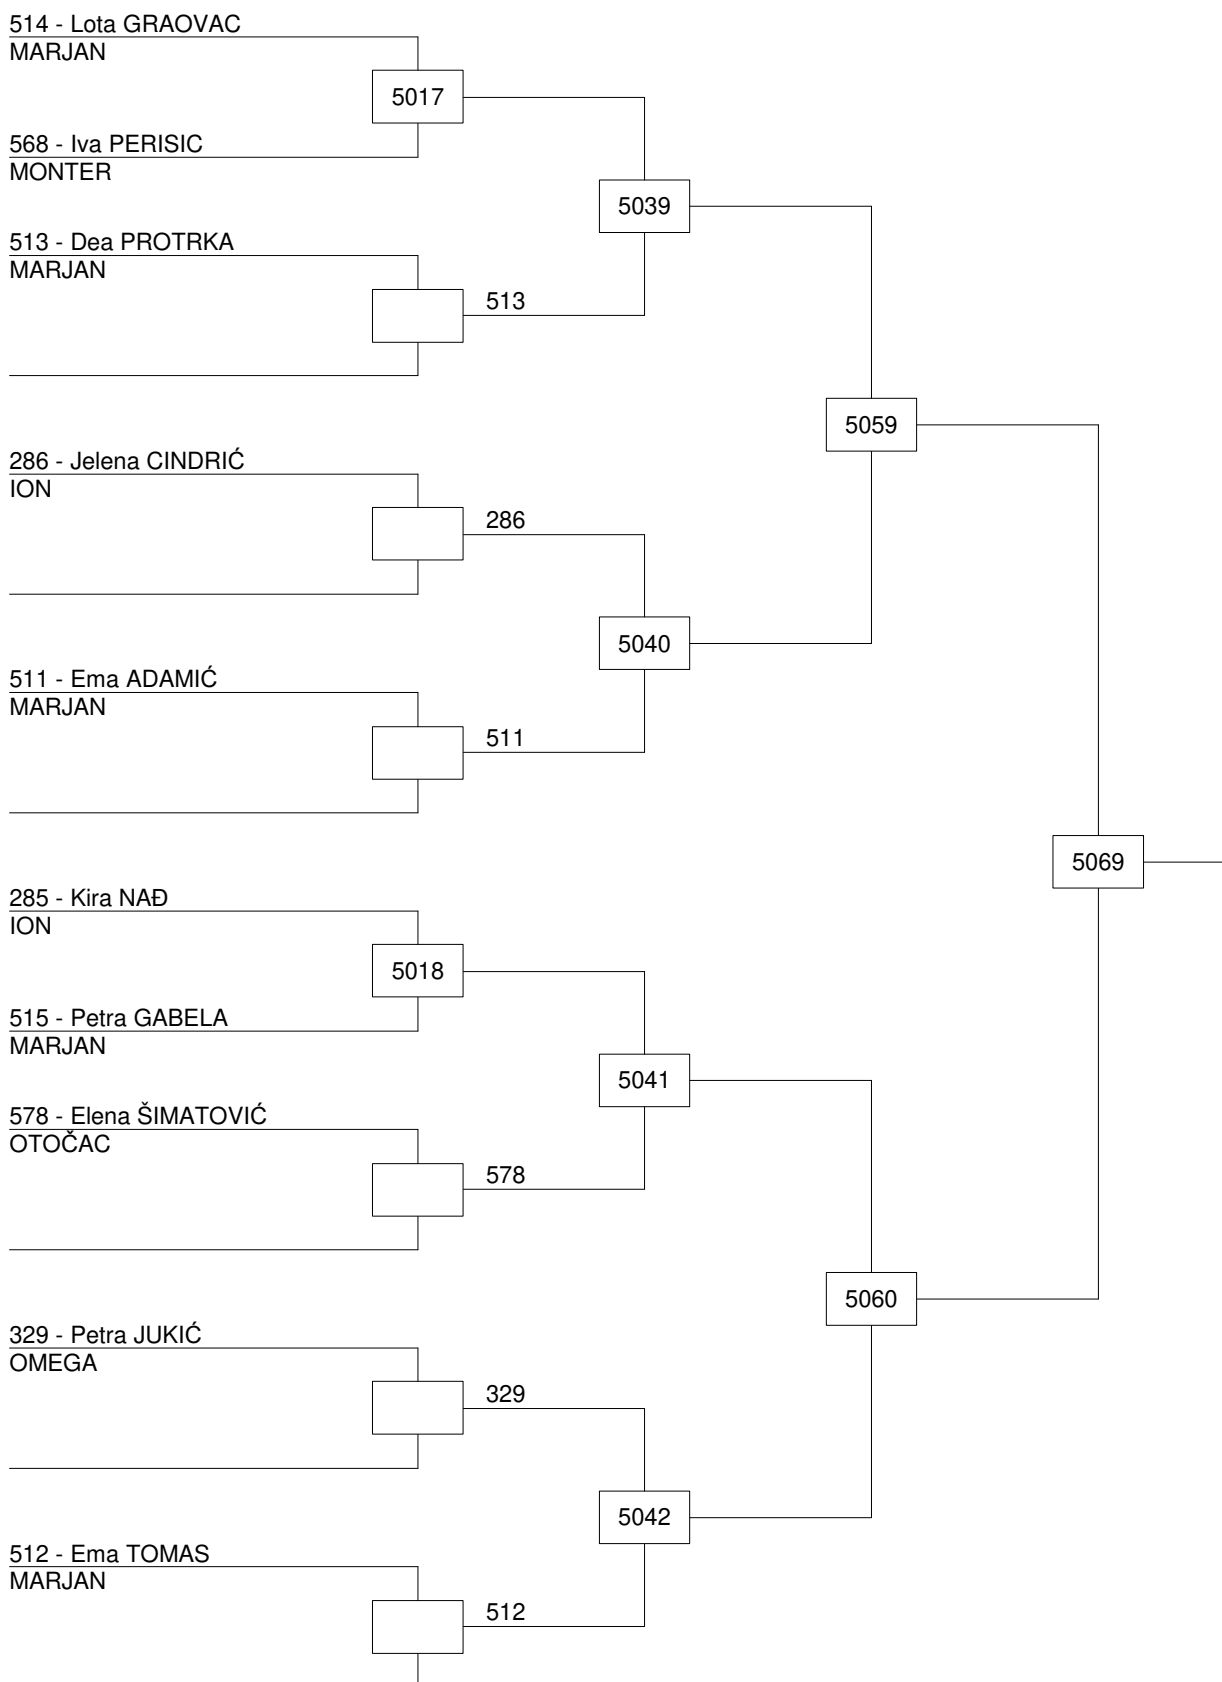 514 - Lota GRAOVAC
MARJAN
5017
568 - Iva PERISIC
MONTER
5039
513 - Dea PROTRKA
MARJAN
513
5059
286 - Jelena CINDRIĆ
ION
286
5040
511 - Ema ADAMIĆ
MARJAN
511
5069
285 - Kira NAĐ
ION
5018
515 - Petra GABELA
MARJAN
5041
578 - Elena ŠIMATOVIĆ
OTOČAC
578
5060
329 - Petra JUKIĆ
OMEGA
329
5042
512 - Ema TOMAS
MARJAN
512